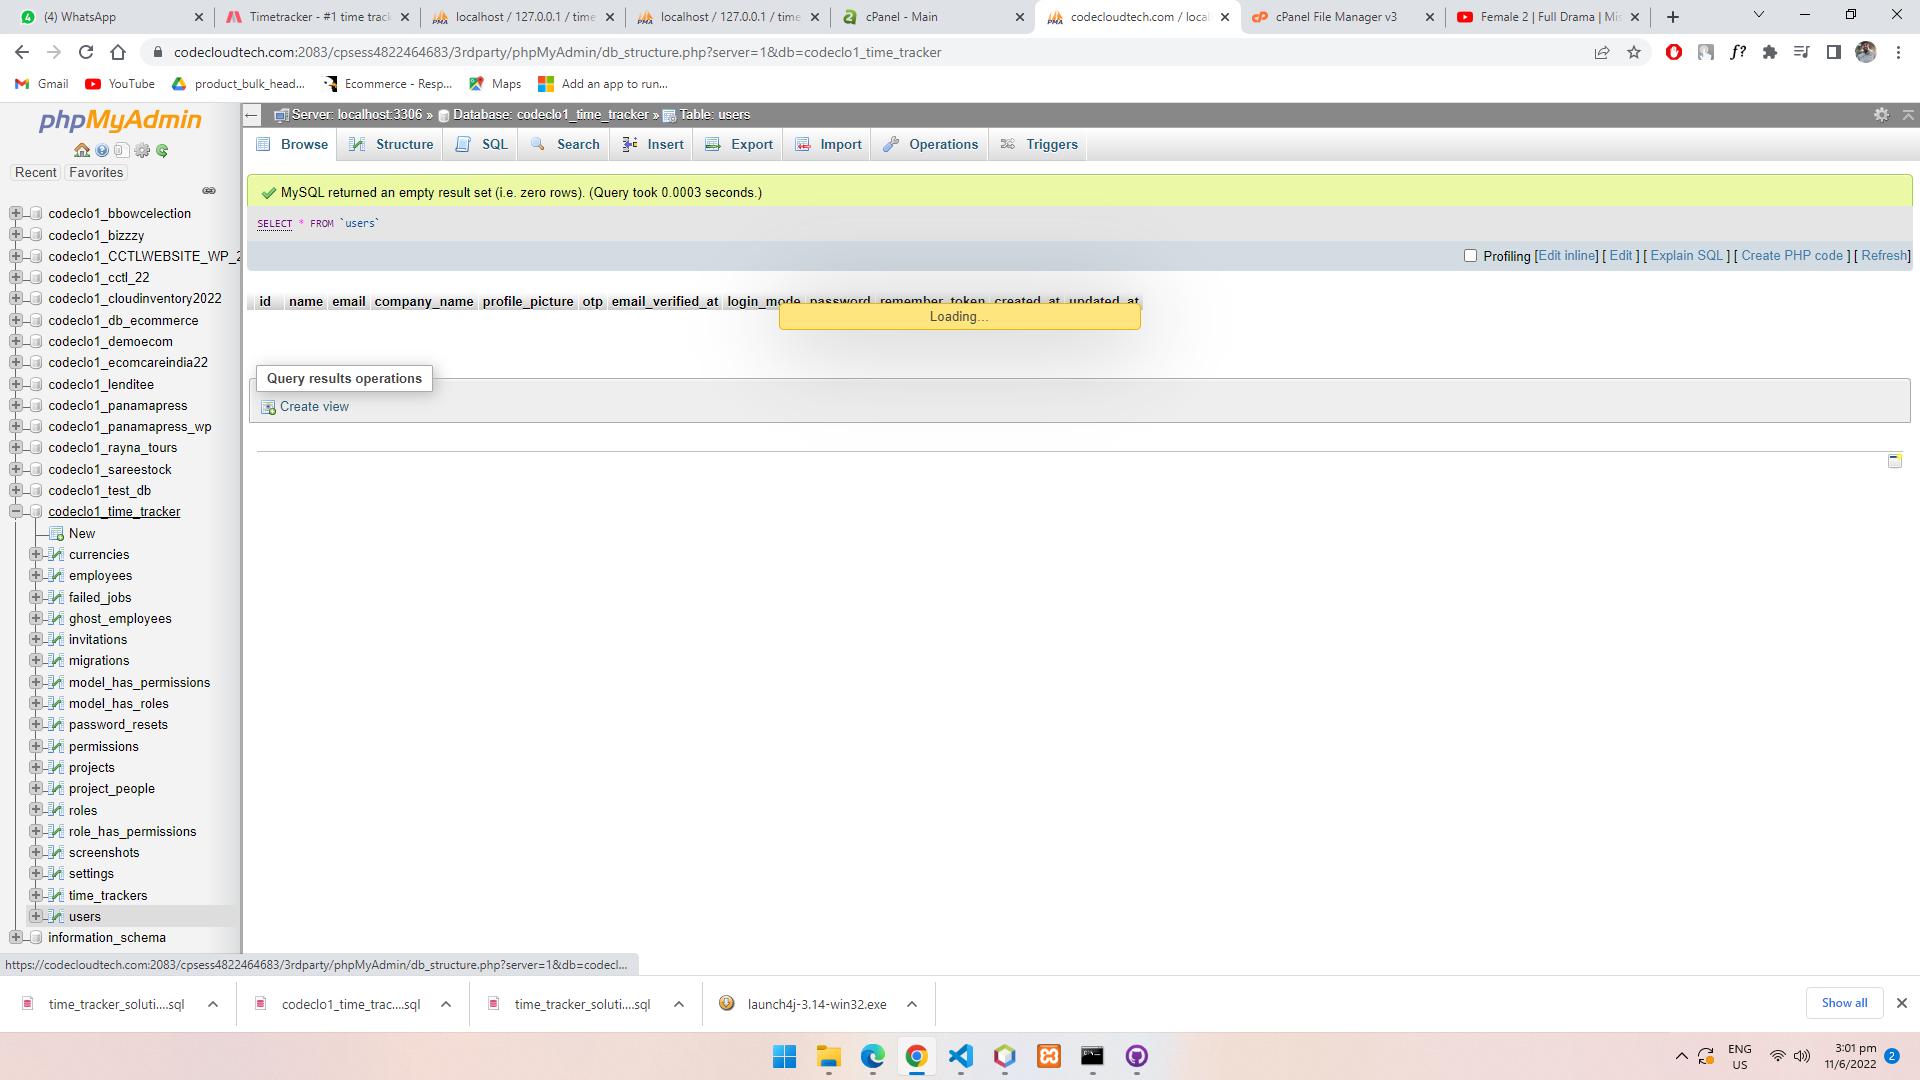 (4) WhatsApp
Timetracker - #1 time track
localhost / 127.0.0.1 / time
localhost / 127.0.0.1 / time
cPanel - Main
codecloudtech.com / local
cPanel File Manager v3
Female 2 | Full Drama | Mis
codecloudtech.com:2083/cpsess4822464683/3rdparty/phpMyAdmin/db_structure.php?server=1&db=codeclo1_time_tracker
Gmail
YouTube
product_bulk_head...
Ecommerce - Resp...
Maps
Add an app to run...
phpMyAdmin
Recent
Favorites
codeclo1_bbowcelection
codeclo1_bizzzy
codeclo1_CCTLWEBSITE_WP_2
codeclo1_cctl_22
codeclo1_cloudinventory2022
codeclo1_db_ecommerce
codeclo1_demoecom
codeclo1_ecomcareindia22
codeclo1_lenditee
codeclo1_panamapress
codeclo1_panamapress_wp
codeclo1_rayna_tours
codeclo1_sareestock
codeclo1_test_db
codeclo1_time_tracker
New
currencies
employees
failed_jobs
ghost_employees
invitations
migrations
model_has_permissions
model_has_roles
password_resets
permissions
projects
project_people
roles
role_has_permissions
screenshots
settings
time_trackers
users
information_schema
Server: localhost:3306 » Database: codeclo1_time_tracker » Table: users
Browse
Structure
SQL
Search
Insert
Export
Import
Operations
Triggers
MySQL returned an empty result set (i.e. zero rows). (Query took 0.0003 seconds.)
SELECT * FROM `users`
Profiling [Edit inline] [ Edit ] [ Explain SQL ] [ Create PHP code ] [ Refresh]
id name email company_name profile_picture otp email_verified_at login_mode password remember_token created_at updated_at
Loading...
Query results operations
Create view
https://codecloudtech.com:2083/cpsess4822464683/3rdparty/phpMyAdmin/db_structure.php?server=1&db=codecl...
time_tracker_soluti....sql
codeclo1_time_trac....sql
time_tracker_soluti....sql
launch4j-3.14-win32.exe
Show all
ENG
US
3:01 pm
11/6/2022
2